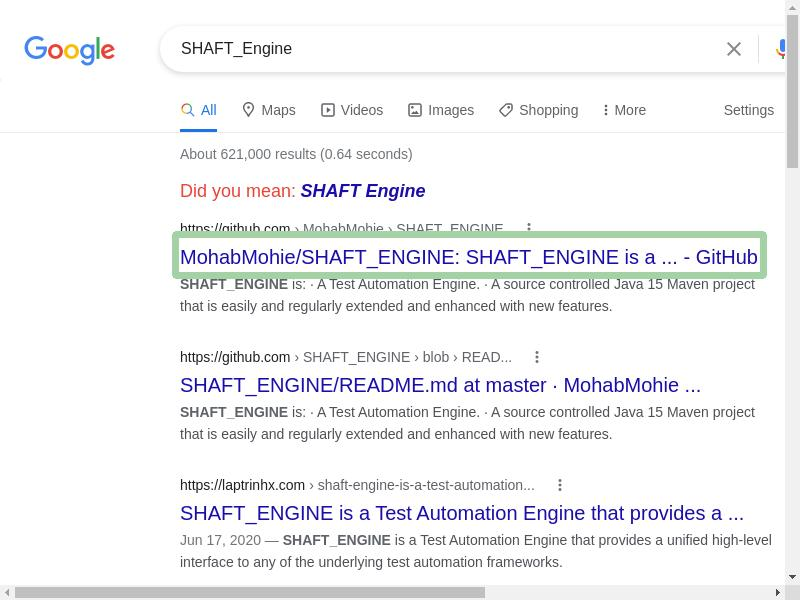 Google
SHAFT_Engine
All Maps Videos Images Shopping More Settings
About 621,000 results (0.64 seconds)
Did you mean: SHAFT Engine
https://github.com › MohabMohie › SHAFT_ENGINE
MohabMohie/SHAFT_ENGINE: SHAFT_ENGINE is a ... - GitHub
SHAFT_ENGINE is: · A Test Automation Engine. · A source controlled Java 15 Maven project
that is easily and regularly extended and enhanced with new features.
https://github.com › SHAFT_ENGINE › blob › READ...
SHAFT_ENGINE/README.md at master · MohabMohie ...
SHAFT_ENGINE is: · A Test Automation Engine. · A source controlled Java 15 Maven project
that is easily and regularly extended and enhanced with new features.
https://laptrinhx.com › shaft-engine-is-a-test-automation...
SHAFT_ENGINE is a Test Automation Engine that provides a ...
Jun 17, 2020 — SHAFT_ENGINE is a Test Automation Engine that provides a unified high-level
interface to any of the underlying test automation frameworks.